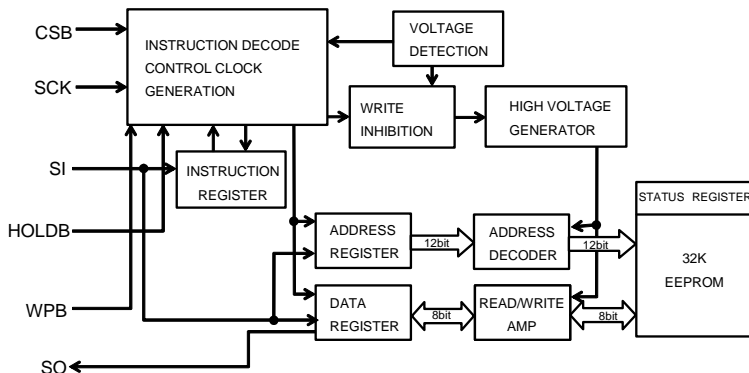 CSB
SCK
SI
HOLDB
WPB
SO
INSTRUCTION DECODE
CONTROL CLOCK
GENERATION
VOLTAGE
DETECTION
WRITE
INHIBITION
HIGH VOLTAGE
GENERATOR
INSTRUCTION
REGISTER
ADDRESS
REGISTER
12bit
ADDRESS
DECODER
12bit
STATUS REGISTER
32K
EEPROM
DATA
REGISTER
8bit
READ/WRITE
AMP
8bit